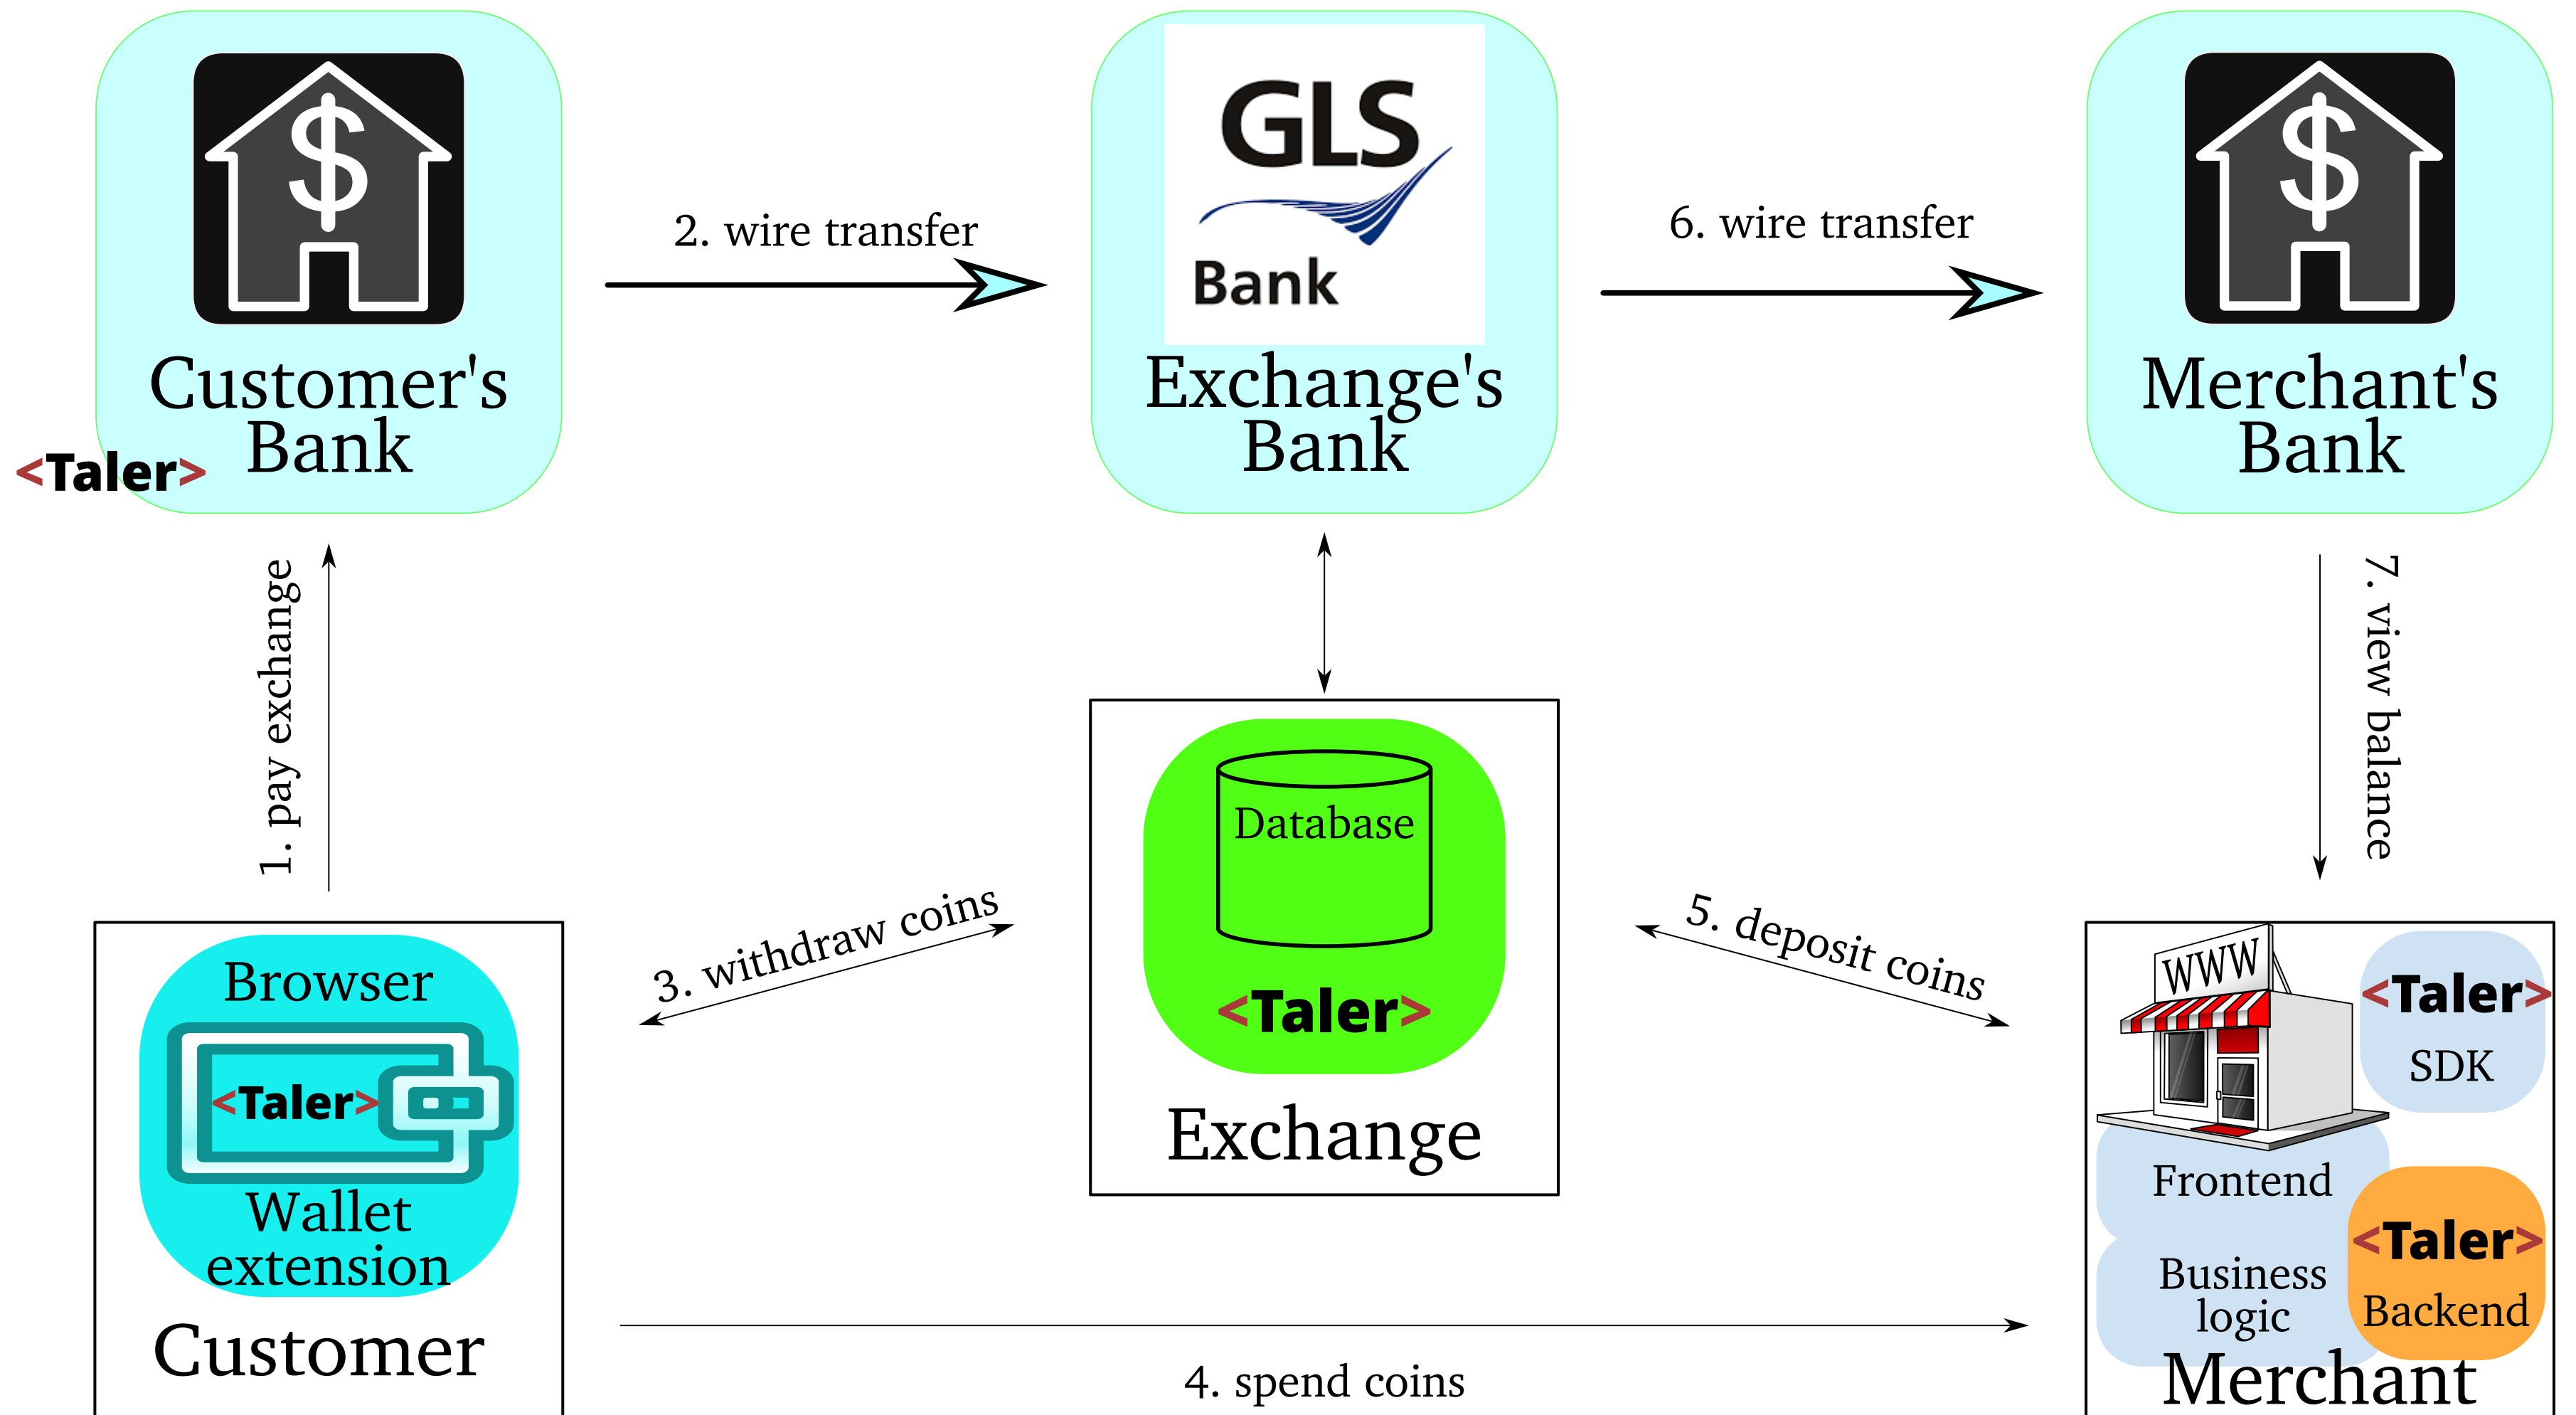 GLS
Bank
2. wire transfer
6. wire transfer
Customer's
Bank
<Taler>
Exchange's
Bank
Merchant's
Bank
1. pay exchange
7. view balance
Database
<Taler>
Exchange
3. withdraw coins
5. deposit coins
Browser
<Taler>
Wallet
extension
Customer
WWW
<Taler>
SDK
Frontend
<Taler>
Backend
Business
logic
Merchant
4. spend coins